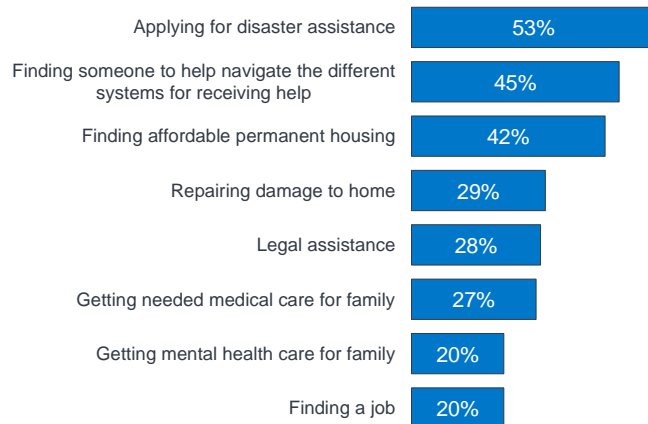 Applying for disaster assistance 53%
Finding someone to help navigate the different
systems for receiving help 45%
Finding affordable permanent housing 42%
Repairing damage to home 29%
Legal assistance 28%
Getting needed medical care for family 27%
Getting mental health care for family 20%
Finding a job 20%